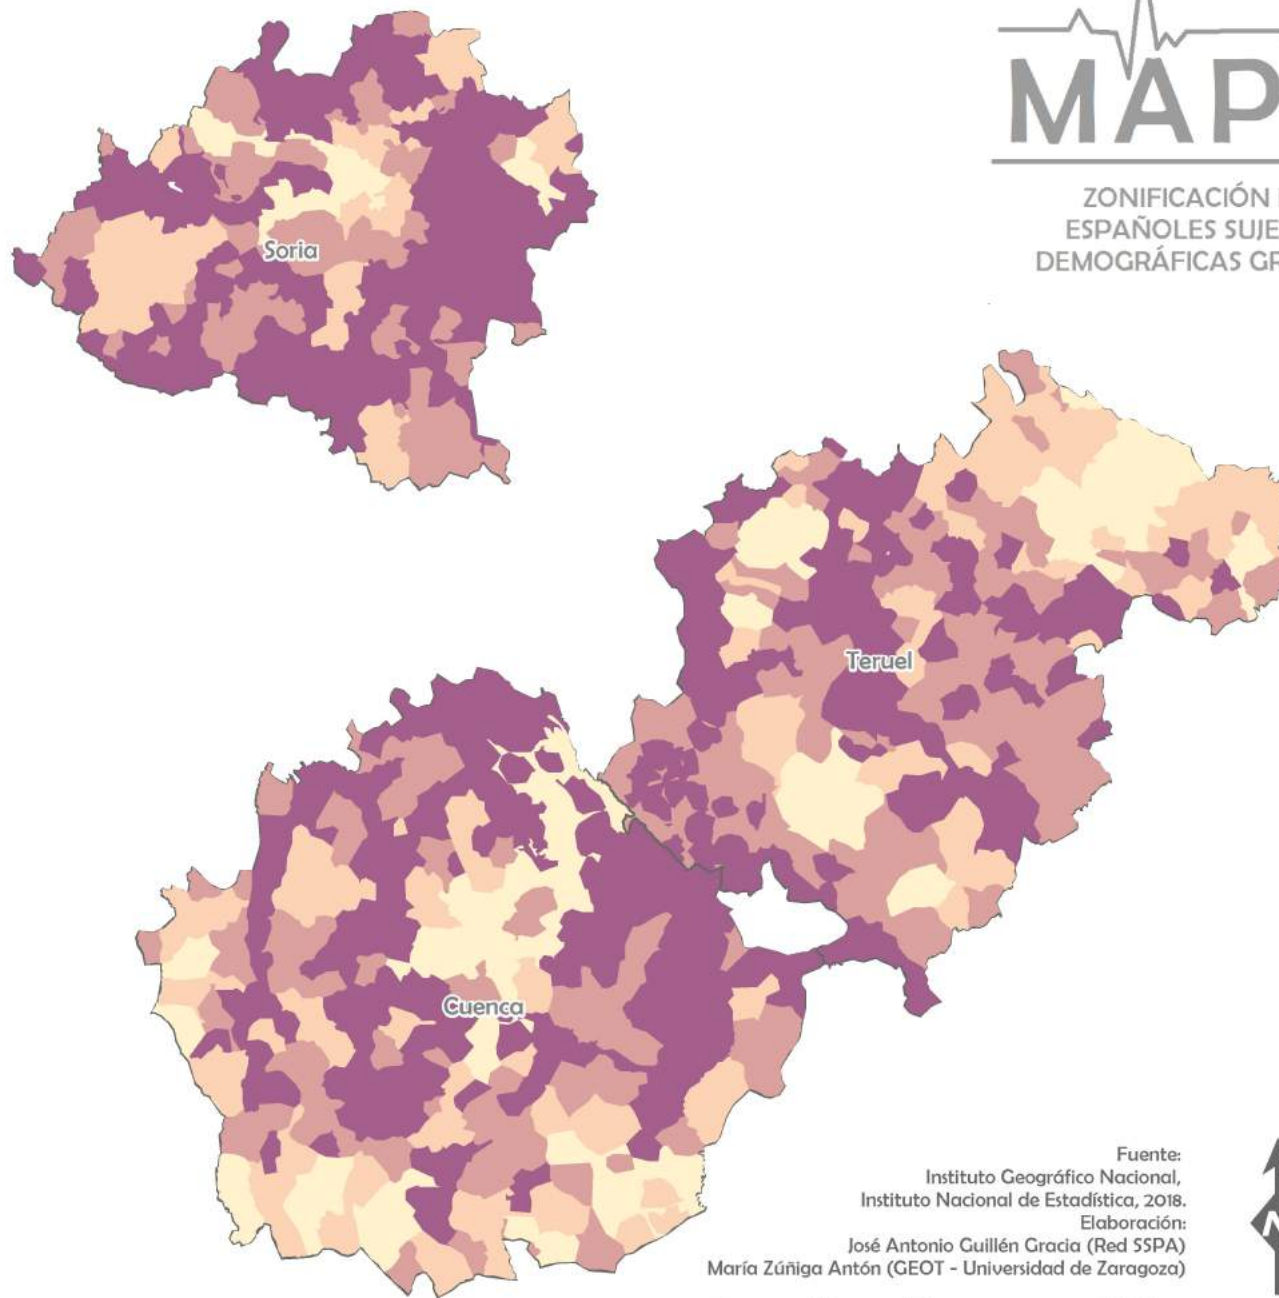 MAP
ZONIFICACIÓN
ESPAÑOLES SUJE
DEMOGRÁFICAS GR
Soria
Teruel
Cuenca
Fuente:
Instituto Geográfico Nacional,
Instituto Nacional de Estadística, 2018.
Elaboración:
José Antonio Guillén Gracia (Red SSPA)
María Zúñiga Antón (GEOT - Universidad de Zaragoza)
N